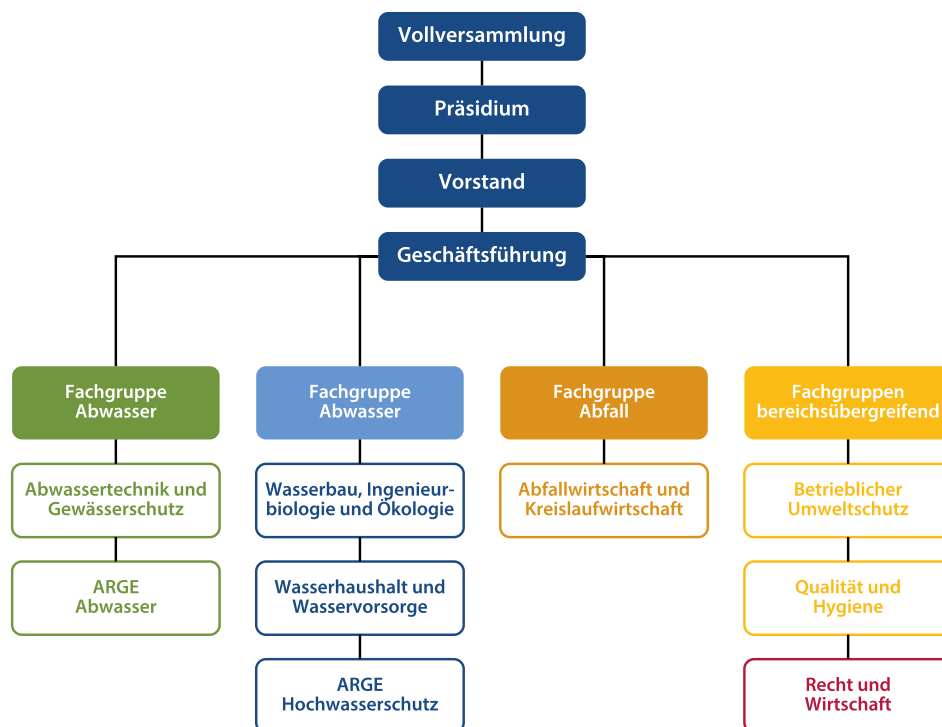 Vollversammlung
Präsidium
Vorstand
Geschäftsführung
Fachgruppe
Abwasser
Fachgruppe
Abwasser
Fachgruppe
Abfall
Fachgruppen
bereichsübergreifend
Abwassertechnik und
Gewässerschutz
Wasserbau, Ingenieur-
biologie und Ökologie
Abfallwirtschaft und
Kreislaufwirtschaft
Betrieblicher
Umweltschutz
ARGE
Abwasser
Wasserhaushalt und
Wasservorsorge
Qualität und
Hygiene
ARGE
Hochwasserschutz
Recht und
Wirtschaft